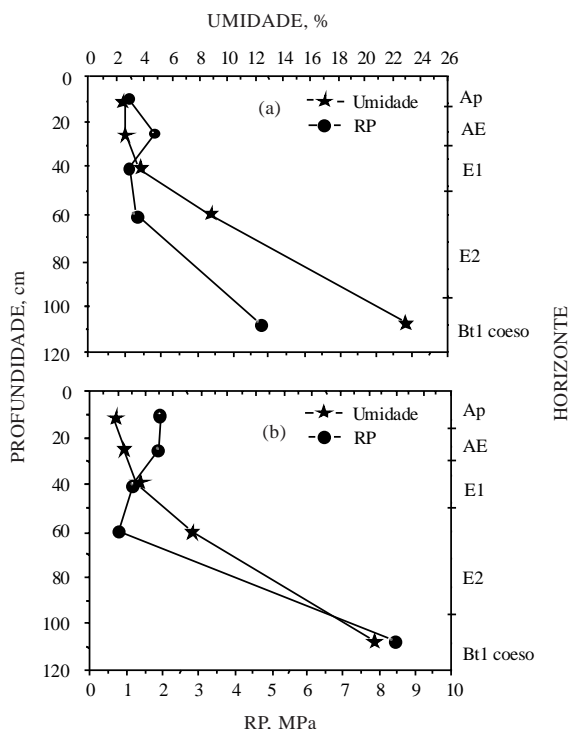 UMIDADE, %
0 2 3 4 6 8 10 12 14 16 18 20 22 24 26
0
20
40
60
80
100
120
(a)
Umidade
RP
Ap
AE
E1
E2
Bt1 coeso
PROFUNDIDADE, cm
HORIZONTE
0
20
40
60
80
100
120
(b)
Umidade
RP
Ap
AE
E1
E2
Bt1 coeso
0 1 2 3 4 5 6 7 8 9 10
RP, MPa